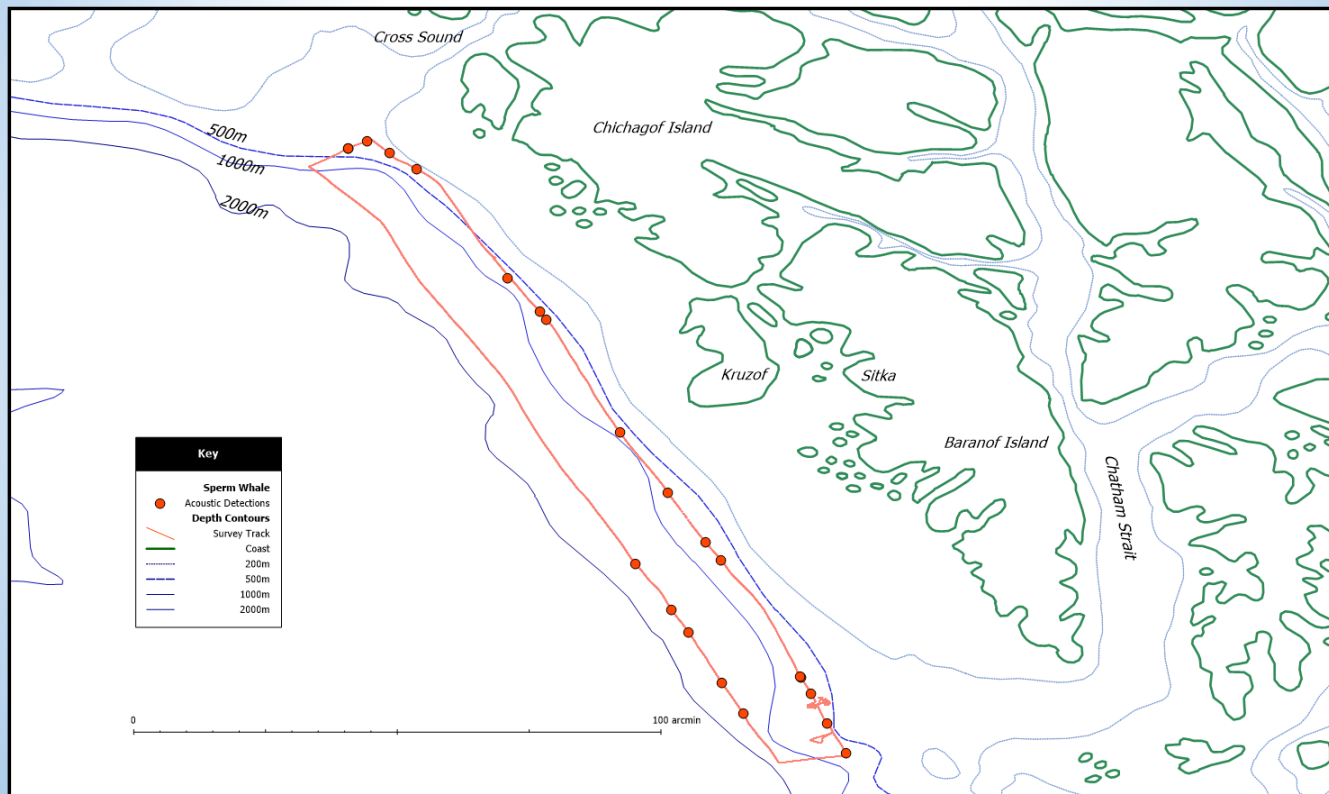 Cross Sound
Chichagof Island
500m
1000m
2000m
Kruzof
Sitka
Baranof Island
Chatham Strait
Key
Sperm Whale
Acoustic Detections
Depth Contours
Survey Track
Coast
200m
500m
1000m
2000m
0
100 arcmin